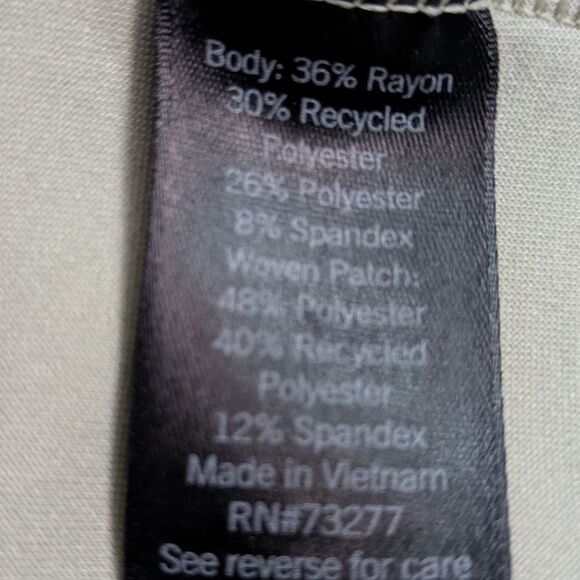 Body: 36% Rayon
30% Recycled
Polyester
26% Polyester
8% Spandex
Woven Patch:
48% Polyester
40% Recycled
Polyester
12% Spandex
Made in Vietnam
RN#73277
See reverse for care